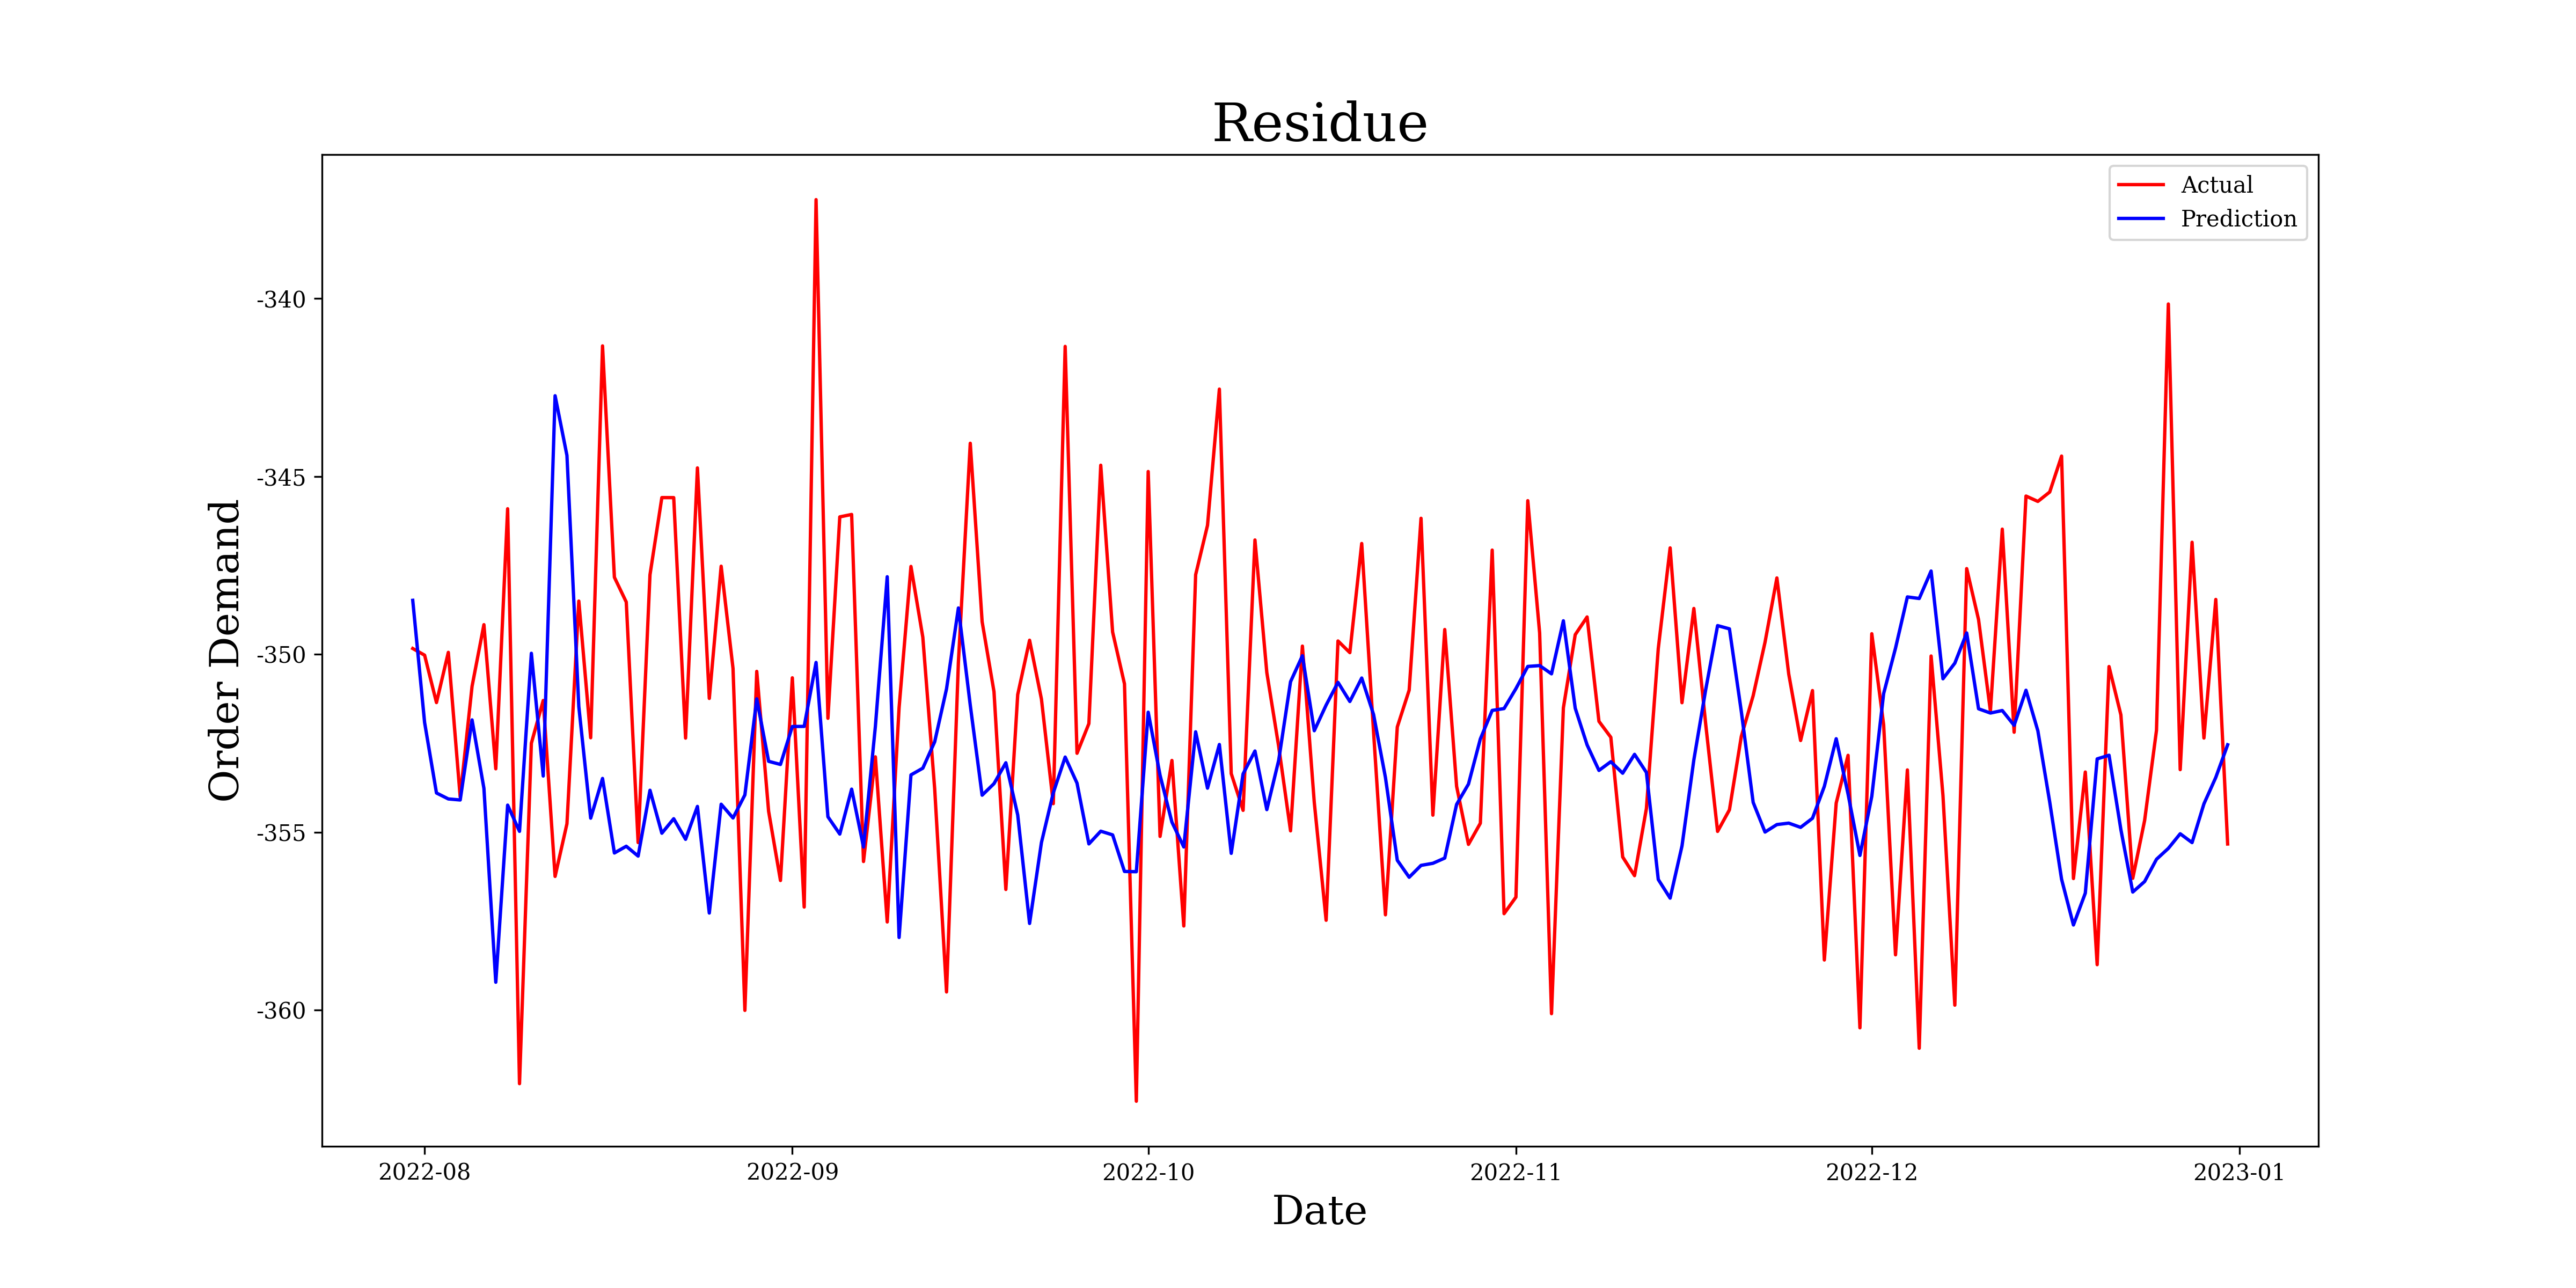 Residue
Actual
Prediction
Order Demand
-340
-345
-350
-355
-360
2022-08
2022-09
2022-10
2022-11
2022-12
2023-01
Date